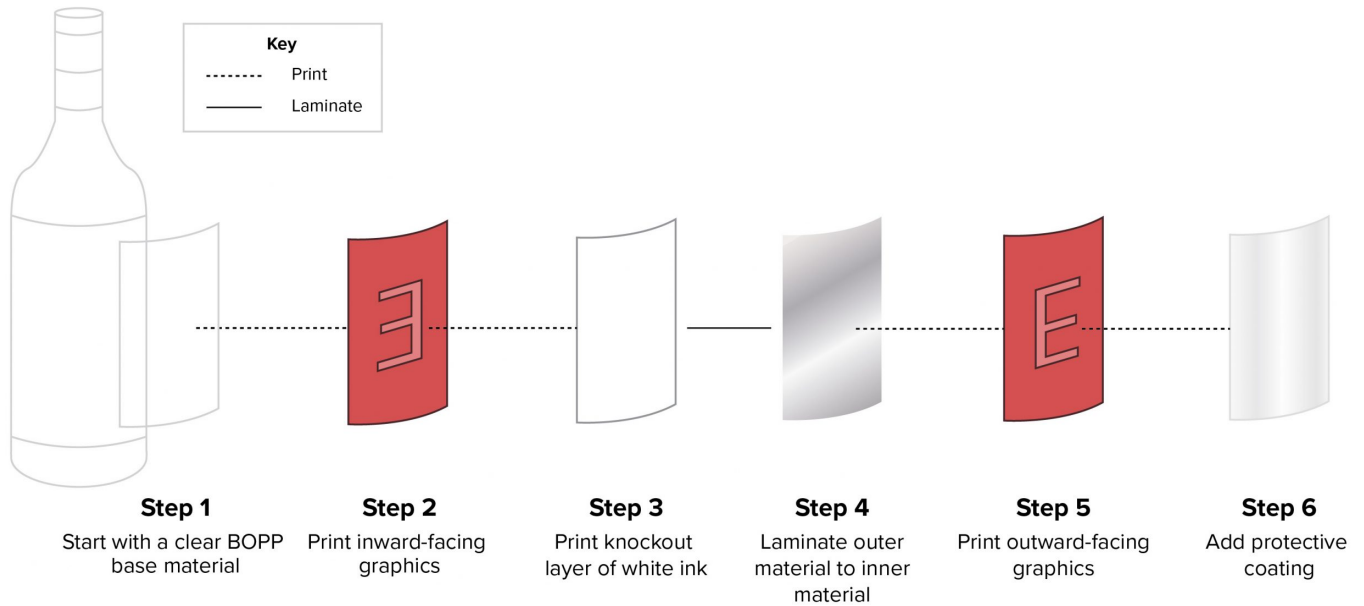 Key
Print
Laminate
E
E
Step 1
Start with a clear BOPP
base material
Step 2
Print inward-facing
graphics
Step 3
Print knockout
layer of white ink
Step 4
Laminate outer
material to inner
material
Step 5
Print outward-facing
graphics
Step 6
Add protective
coating